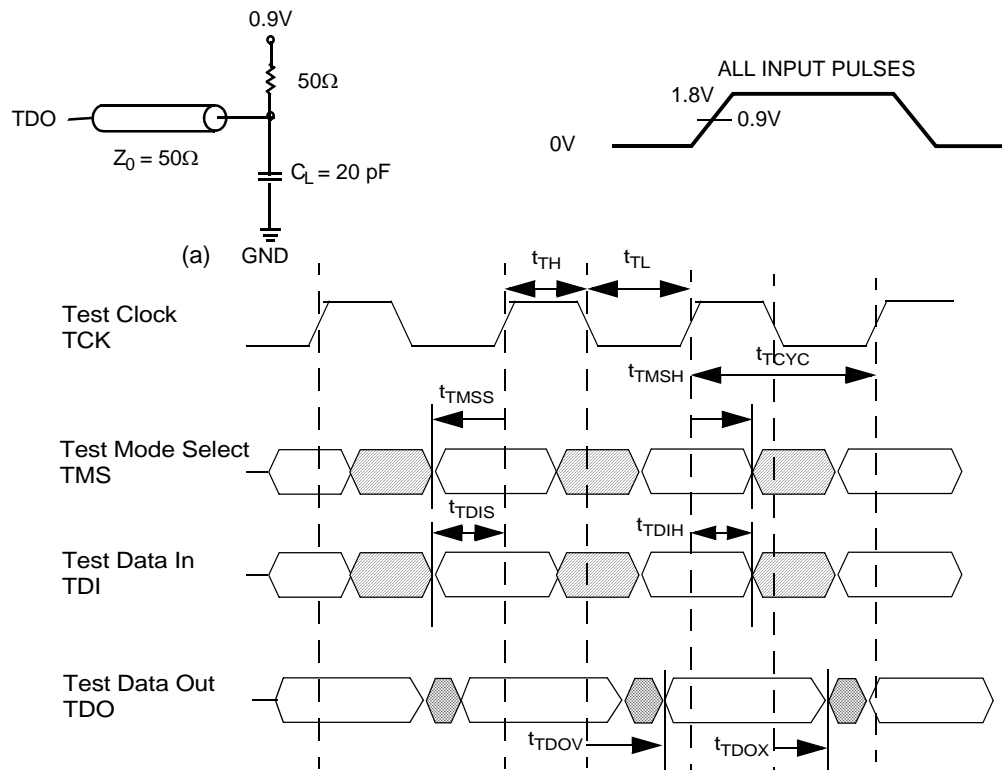 0.9V
50Ω
TDO
Z0 = 50Ω
CL = 20 pF
(a) GND
ALL INPUT PULSES
1.8V
0.9V
0V
tTH
tTL
Test Clock
TCK
tTMSH
tTCYC
tTMSS
Test Mode Select
TMS
tTDIS
tTDIH
Test Data In
TDI
Test Data Out
TDO
tTDOV
tTDOX